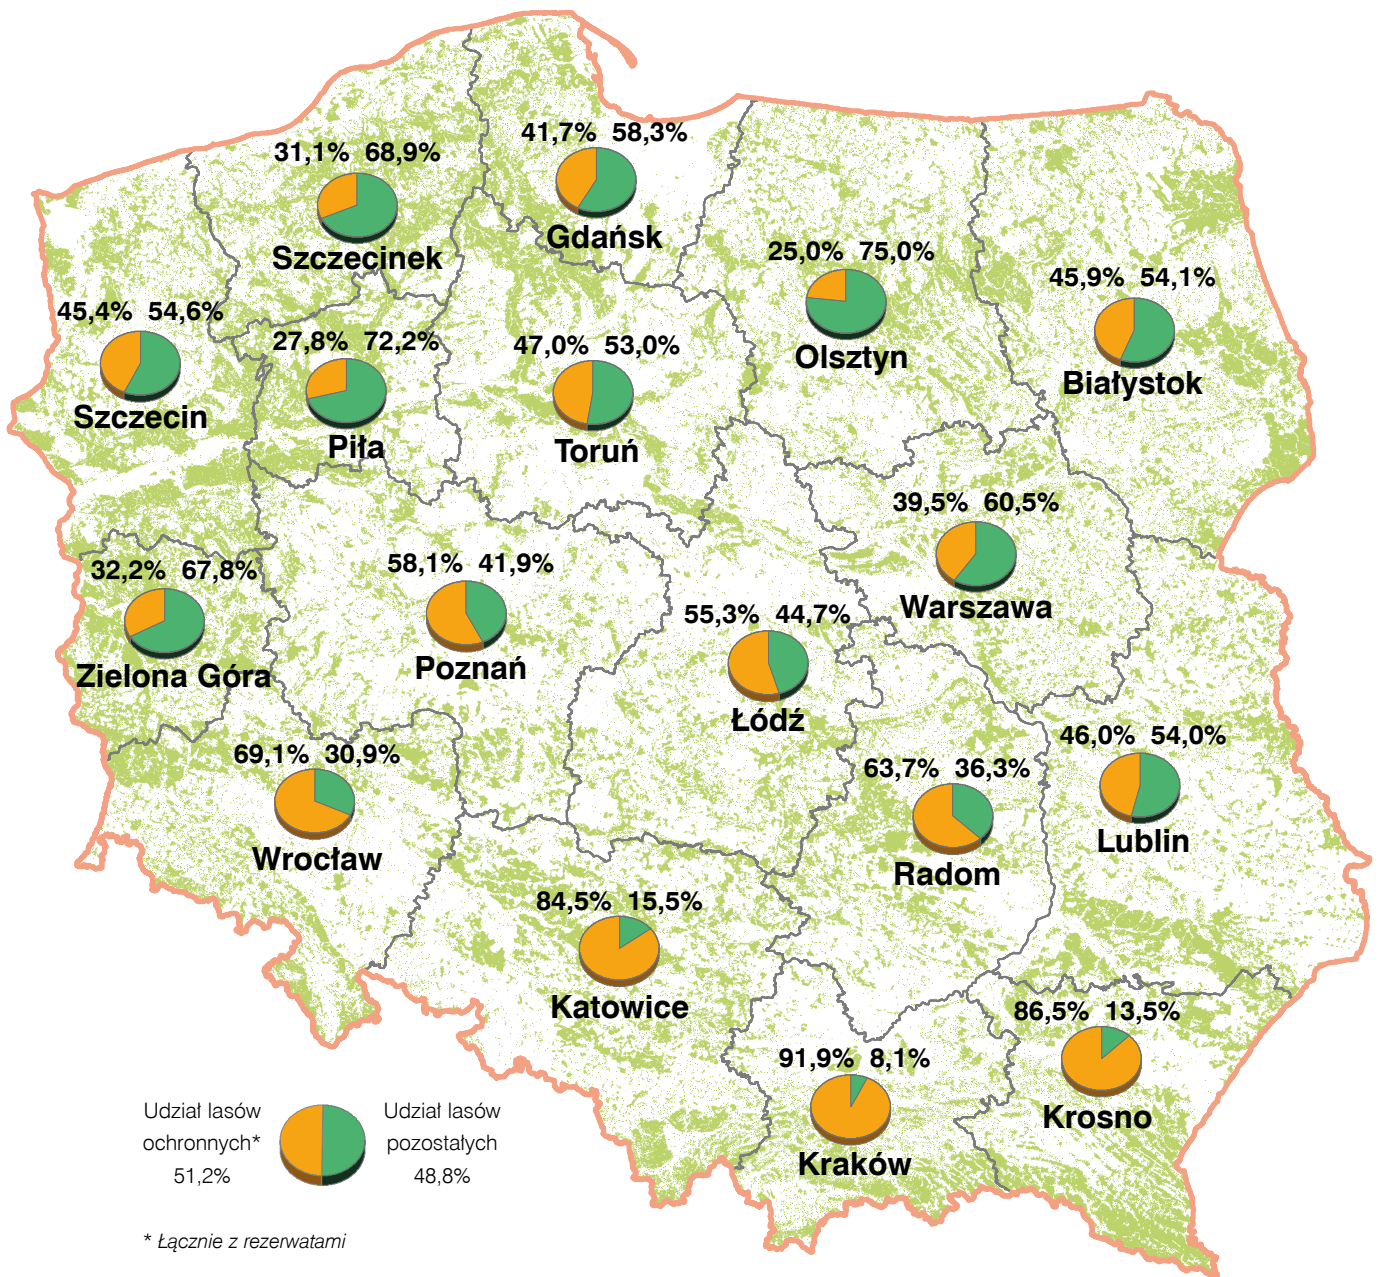 41,7% 58,3%
Gdańsk
31,1% 68,9%
Szczecinek
25,0% 75,0%
Olsztyn
45,9% 54,1%
Białystok
45,4% 54,6%
Szczecin
27,8% 72,2%
Piła
47,0% 53,0%
Toruń
39,5% 60,5%
Warszawa
32,2% 67,8%
Zielona Góra
58,1% 41,9%
Poznań
55,3% 44,7%
Łódź
69,1% 30,9%
Wrocław
63,7% 36,3%
Radom
46,0% 54,0%
Lublin
84,5% 15,5%
Katowice
86,5% 13,5%
Krosno
91,9% 8,1%
Kraków
Udział lasów
ochronnych*
51,2%
Udział lasów
pozostałych
48,8%
* Łącznie z rezerwatami